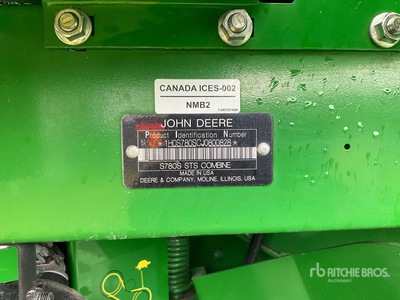 CANADA ICES-002
NMB2
JOHN DEERE
Product Identification Number
*1H0S780SCJ0800828*
S780S STS COMBINE
MADE IN USA
DEERE & COMPANY, MOLINE, ILLINOIS, USA
rb RITCHIE BROS.
Auctioneers